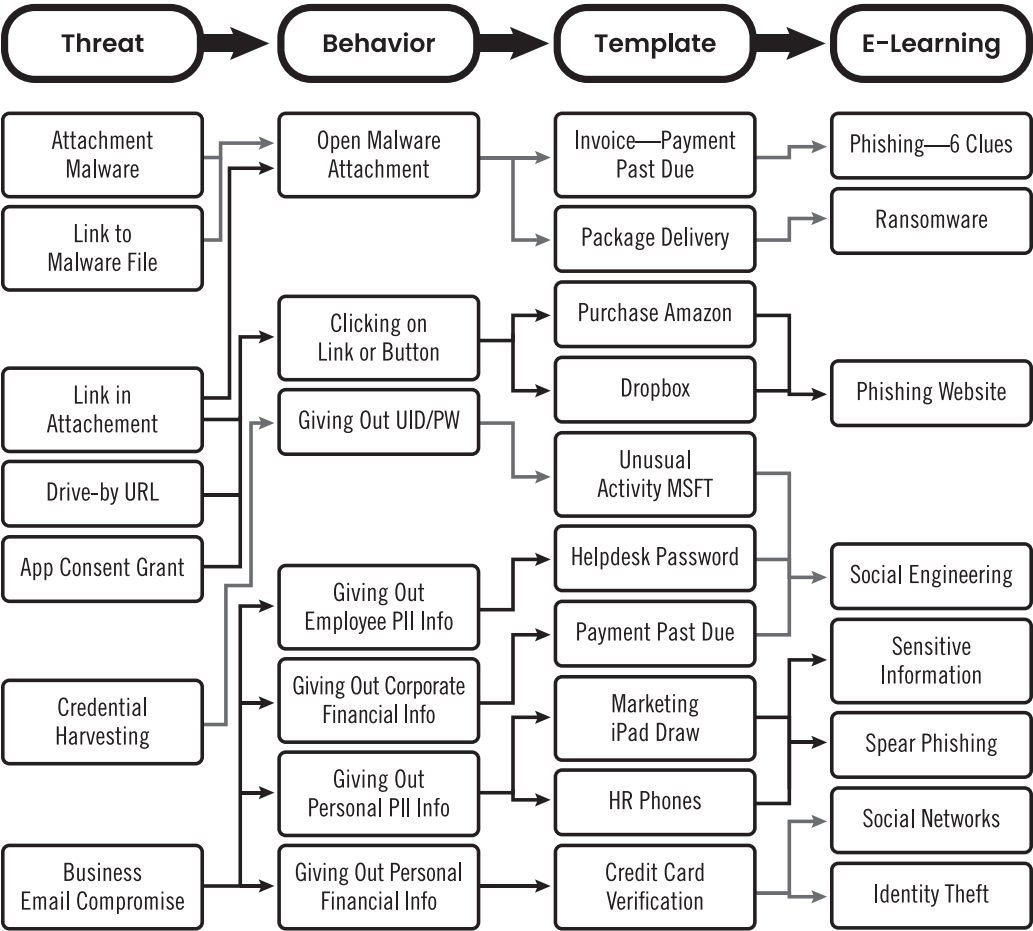 Threat
Behavior
Template
E-Learning
Attachment
Malware
Link to
Malware File
Link in
Attachement
Drive-by URL
App Consent Grant
Credential
Harvesting
Business
Email Compromise
Open Malware
Attachment
Clicking on
Link or Button
Giving Out UID/PW
Giving Out
Employee PII Info
Giving Out Corporate
Financial Info
Giving Out
Personal PII Info
Giving Out Personal
Financial Info
Invoice—Payment
Past Due
Package Delivery
Purchase Amazon
Dropbox
Unusual
Activity MSFT
Helpdesk Password
Payment Past Due
Marketing
iPad Draw
HR Phones
Credit Card
Verification
Phishing—6 Clues
Ransomware
Phishing Website
Social Engineering
Sensitive
Information
Spear Phishing
Social Networks
Identity Theft